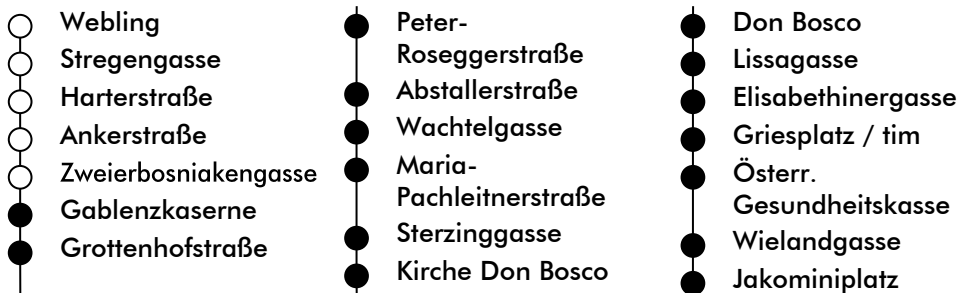 Webling
Stregengasse
Harterstraße
Ankerstraße
Zweierbosniakengasse
Gablenzkaserne
Grottenhofstraße
Peter-
Roseggerstraße
Abstallerstraße
Wachtelgasse
Maria-
Pachleitnerstraße
Sterzinggasse
Kirche Don Bosco
Don Bosco
Lissagasse
Elisabethinergasse
Griesplatz / tim
Österr.
Gesundheitskasse
Wielandgasse
Jakominiplatz